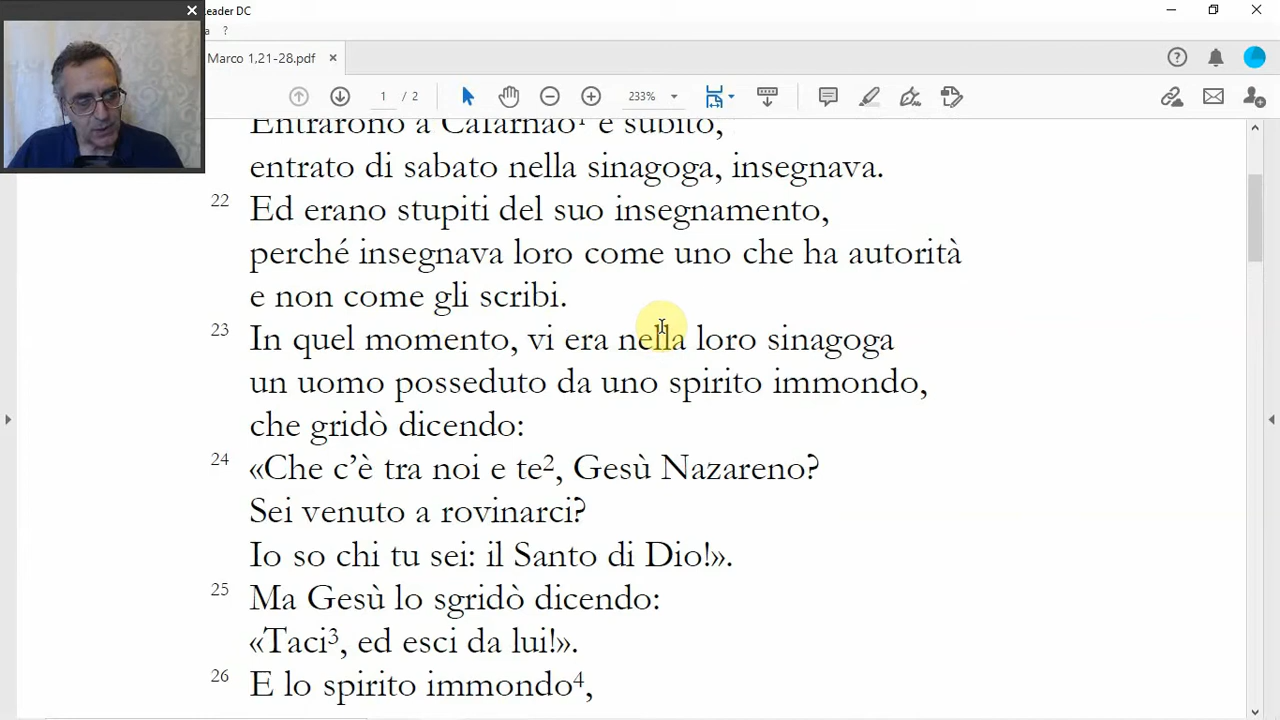 eader DC
a ?
Marco 1,21-28.pdf
1 / 2
233%
Entrarono a Cafarnao¹ e subito,
entrato di sabato nella sinagoga, insegnava.
22 Ed erano stupiti del suo insegnamento,
perché insegnava loro come uno che ha autorità
e non come gli scribi.
23 In quel momento, vi era nella loro sinagoga
un uomo posseduto da uno spirito immondo,
che gridò dicendo:
24 «Che c’è tra noi e te², Gesù Nazareno?
Sei venuto a rovinarci?
Io so chi tu sei: il Santo di Dio!».
25 Ma Gesù lo sgridò dicendo:
«Taci³, ed esci da lui!».
26 E lo spirito immondo⁴,